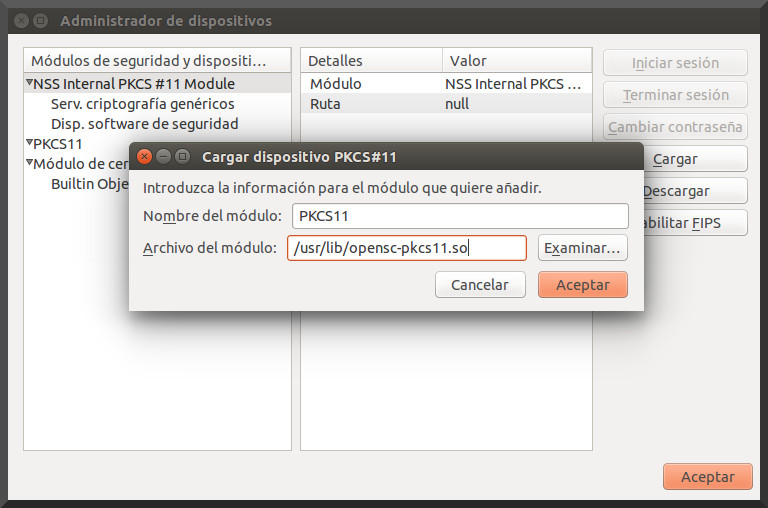 Administrador de dispositivos
Módulos de seguridad y dispositi...
Detalles
Valor
Iniciar sesión
NSS Internal PKCS #11 Module
Módulo
NSS Internal PKCS ...
Terminar sesión
Serv. criptografía genéricos
Ruta
null
Disp. software de seguridad
Cambiar contraseña
PKCS11
Cargar dispositivo PKCS#11
Módulo de cer
Cargar
Builtin Obje
Introduzca la información para el módulo que quiere añadir.
Descargar
Nombre del módulo:
PKCS11
abilitar FIPS
Archivo del módulo:
/usr/lib/opensc-pkcs11.so
Examinar...
Cancelar
Aceptar
Aceptar